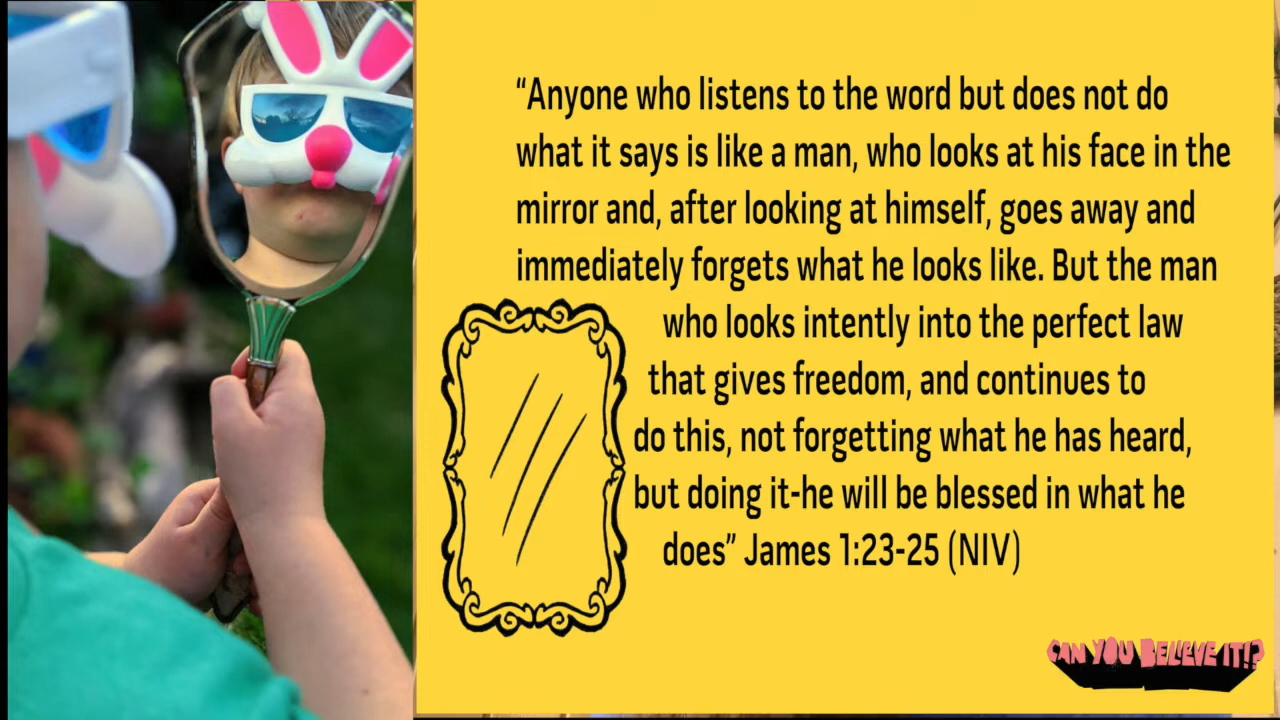 “Anyone who listens to the word but does not do
what it says is like a man, who looks at his face in the
mirror and, after looking at himself, goes away and
immediately forgets what he looks like. But the man
who looks intently into the perfect law
that gives freedom, and continues to
do this, not forgetting what he has heard,
but doing it-he will be blessed in what he
does” James 1:23-25 (NIV)
CAN YOU BELIEVE IT!?